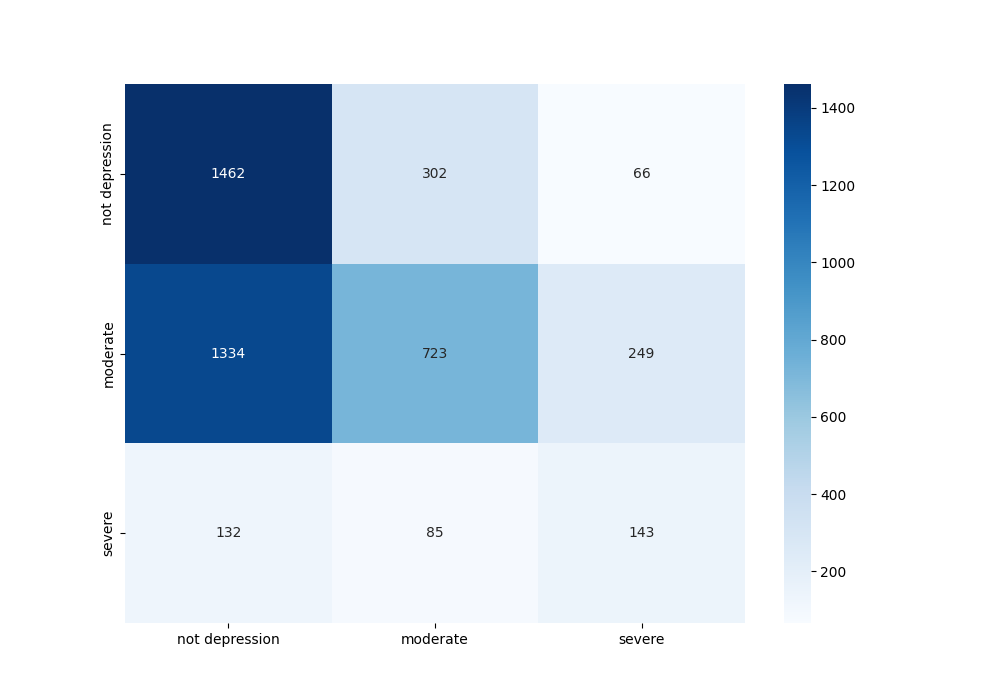 not depression
1462
302
66
moderate
1334
723
249
severe
132
85
143
not depression
moderate
severe
1400
1200
1000
800
600
400
200